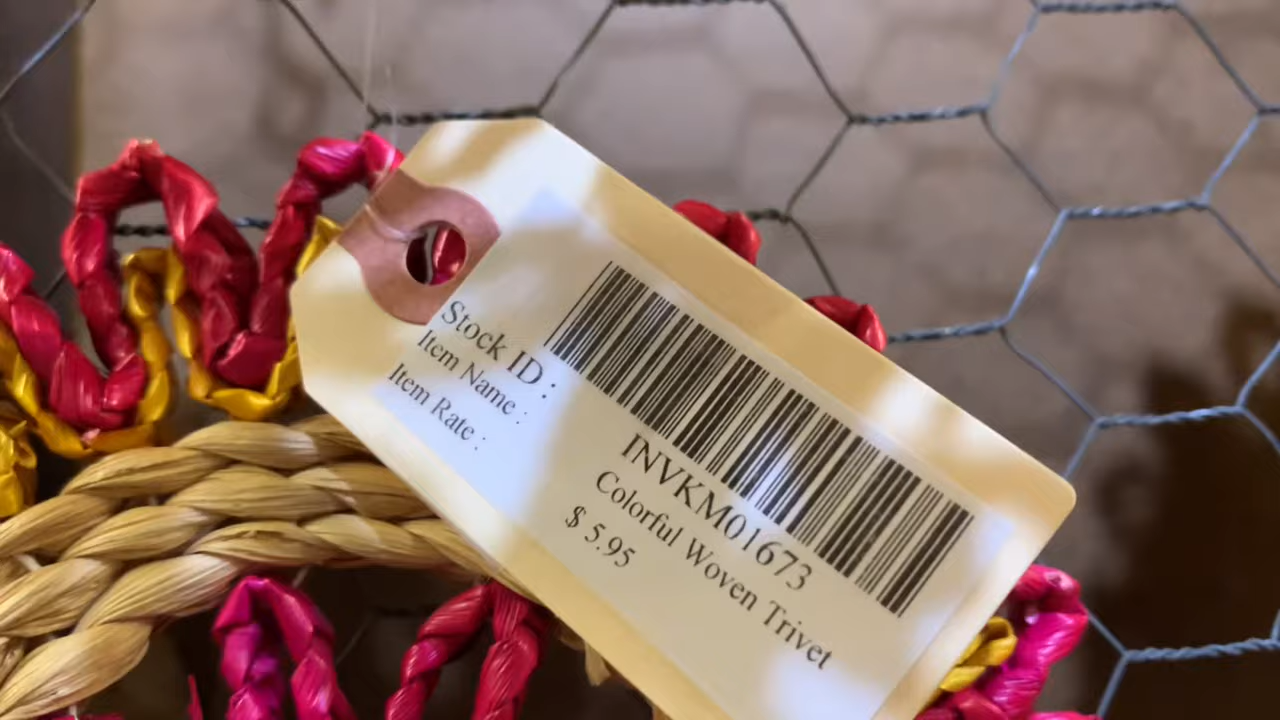 Stock ID : INVKM01673
Item Name : Colorful Woven Trivet
Item Rate : $ 5.95